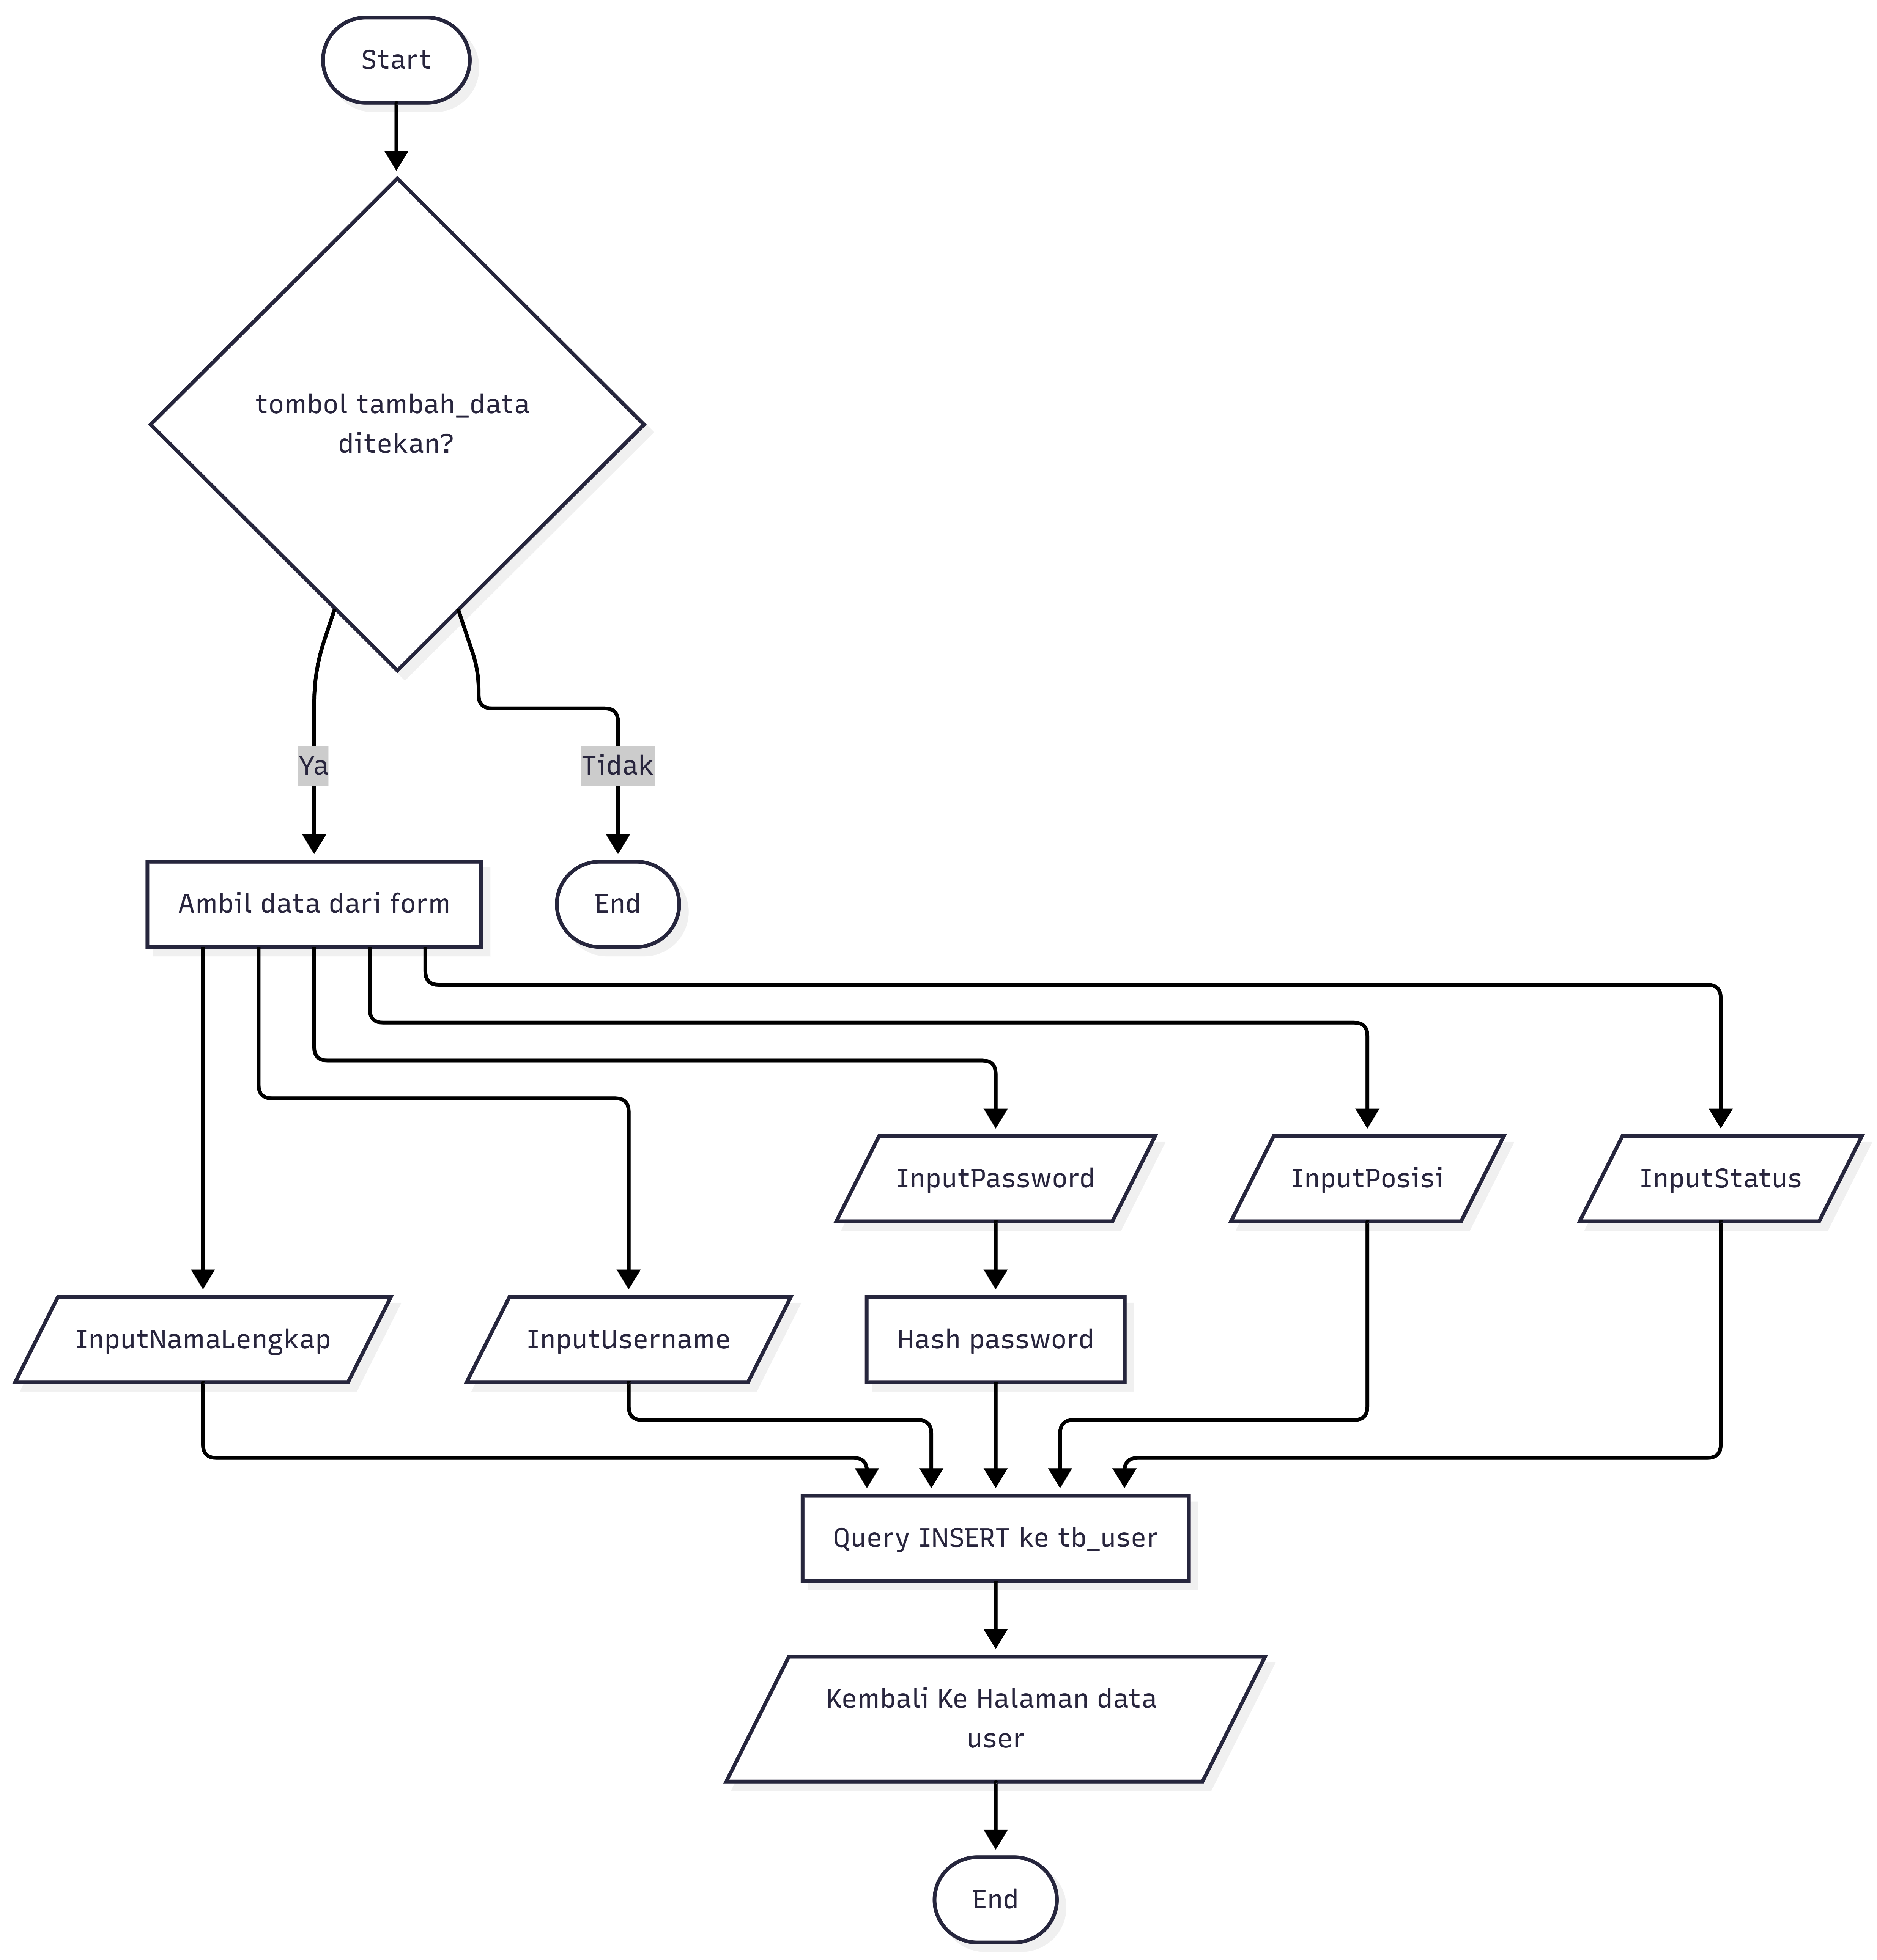 Start
tombol tambah_data
ditekan?
Ya
Tidak
Ambil data dari form
End
InputPassword
InputPosisi
InputStatus
InputNamaLengkap
InputUsername
Hash password
Query INSERT ke tb_user
Kembali Ke Halaman data
user
End